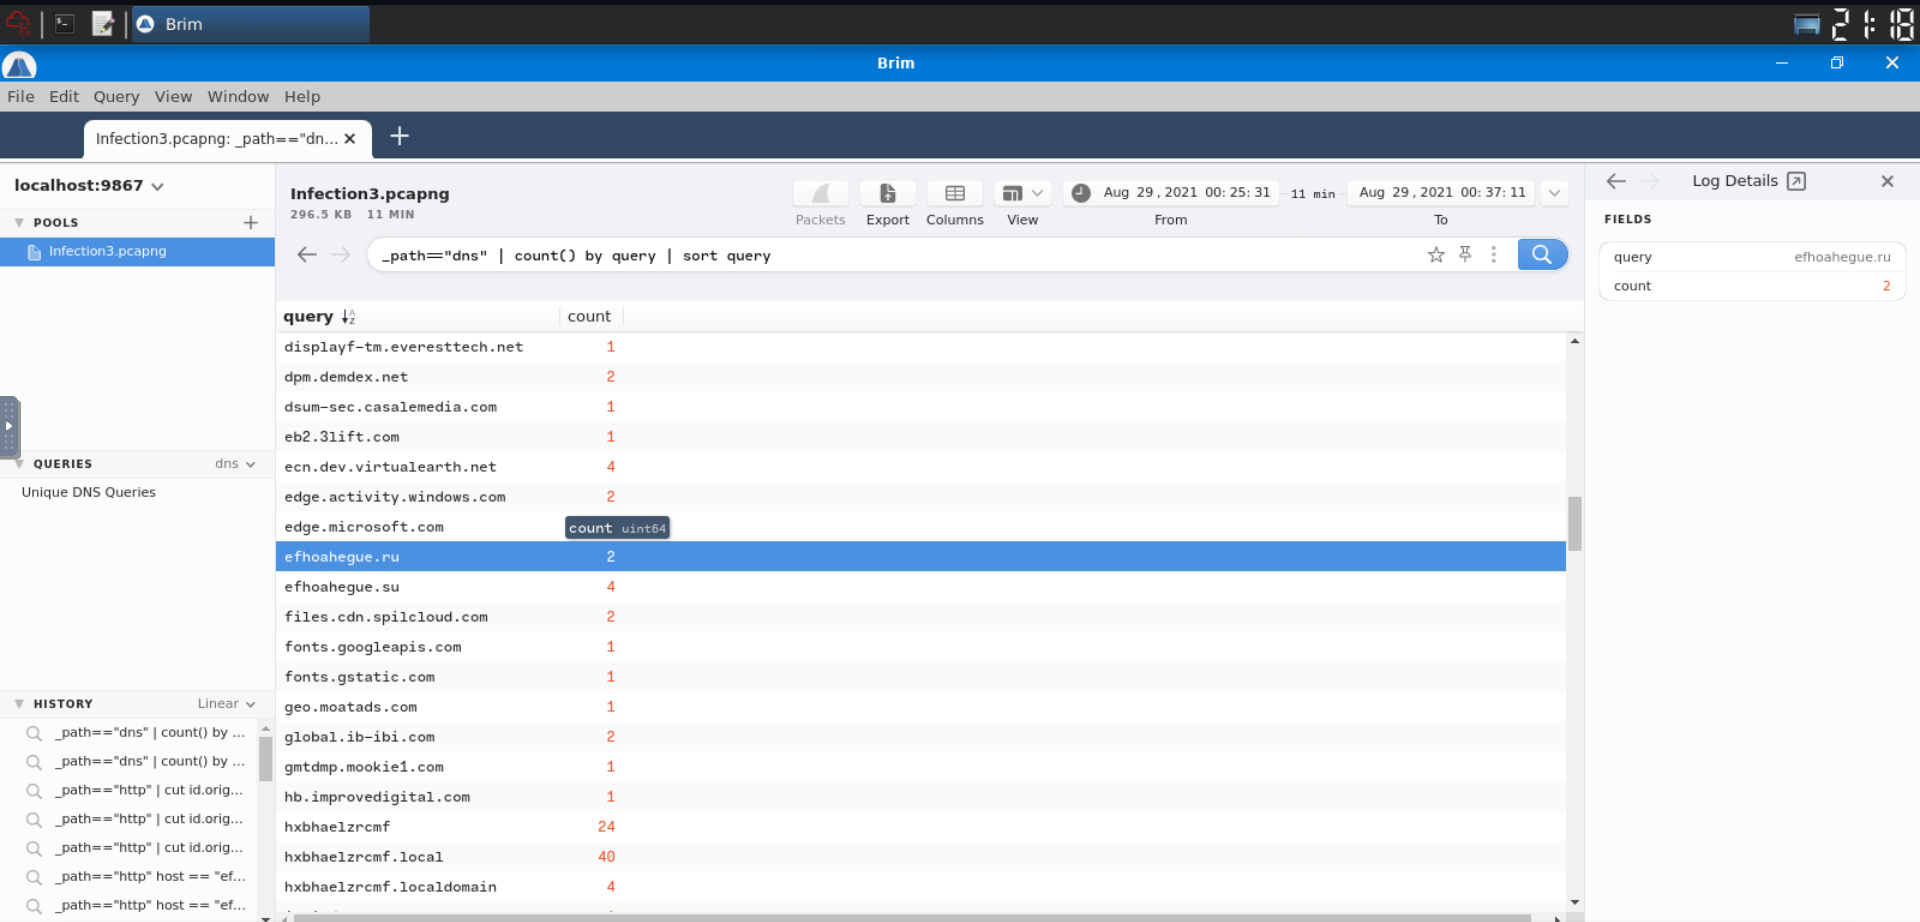 Brim
21:18
Brim
File Edit Query View Window Help
Infection3.pcapng: _path=="dn...
localhost:9867
POOLS
Infection3.pcapng
QUERIES dns
Unique DNS Queries
HISTORY Linear
_path=="dns" | count() by ...
_path=="dns" | count() by ...
_path=="http" | cut id.orig...
_path=="http" | cut id.orig...
_path=="http" | cut id.orig...
_path=="http" host == "ef...
_path=="http" host == "ef...
Infection3.pcapng
296.5 KB 11 MIN
Packets Export Columns View
Aug 29, 2021 00: 25: 31 11 min Aug 29, 2021 00: 37: 11
From To
_path=="dns" | count() by query | sort query
query count
displayf-tm.everesttech.net 1
dpm.demdex.net 2
dsum-sec.casalemedia.com 1
eb2.3lift.com 1
ecn.dev.virtualearth.net 4
edge.activity.windows.com 2
edge.microsoft.com
count uint64
efhoahegue.ru 2
efhoahegue.su 4
files.cdn.spilcloud.com 2
fonts.googleapis.com 1
fonts.gstatic.com 1
geo.moatads.com 1
global.ib-ibi.com 2
gmtdmp.mookie1.com 1
hb.improvedigital.com 1
hxbhaelzrcmf 24
hxbhaelzrcmf.local 40
hxbhaelzrcmf.localdomain 4
Log Details
FIELDS
query efhoahegue.ru
count 2